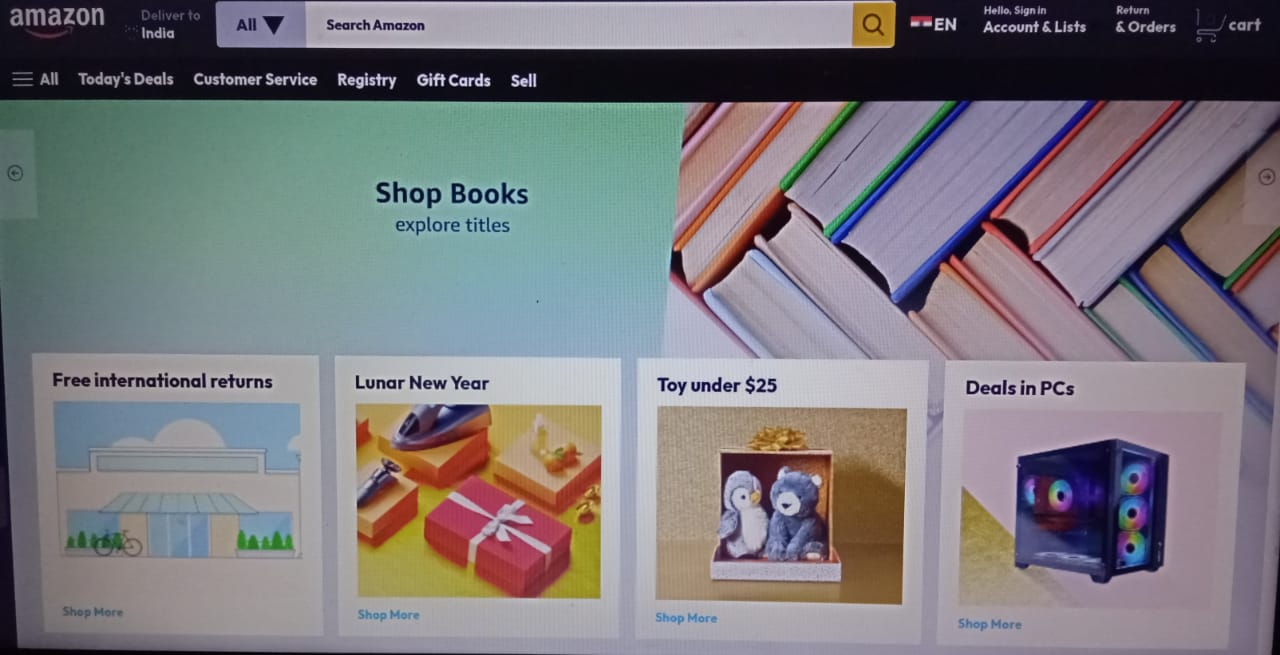 amazon
Deliver to
India
All
Search Amazon
EN
Hello, Sign in
Account & Lists
Return
& Orders
cart
All
Today's Deals
Customer Service
Registry
Gift Cards
Sell
Shop Books
explore titles
Free international returns
Lunar New Year
Toy under $25
Deals in PCs
Shop More
Shop More
Shop More
Shop More